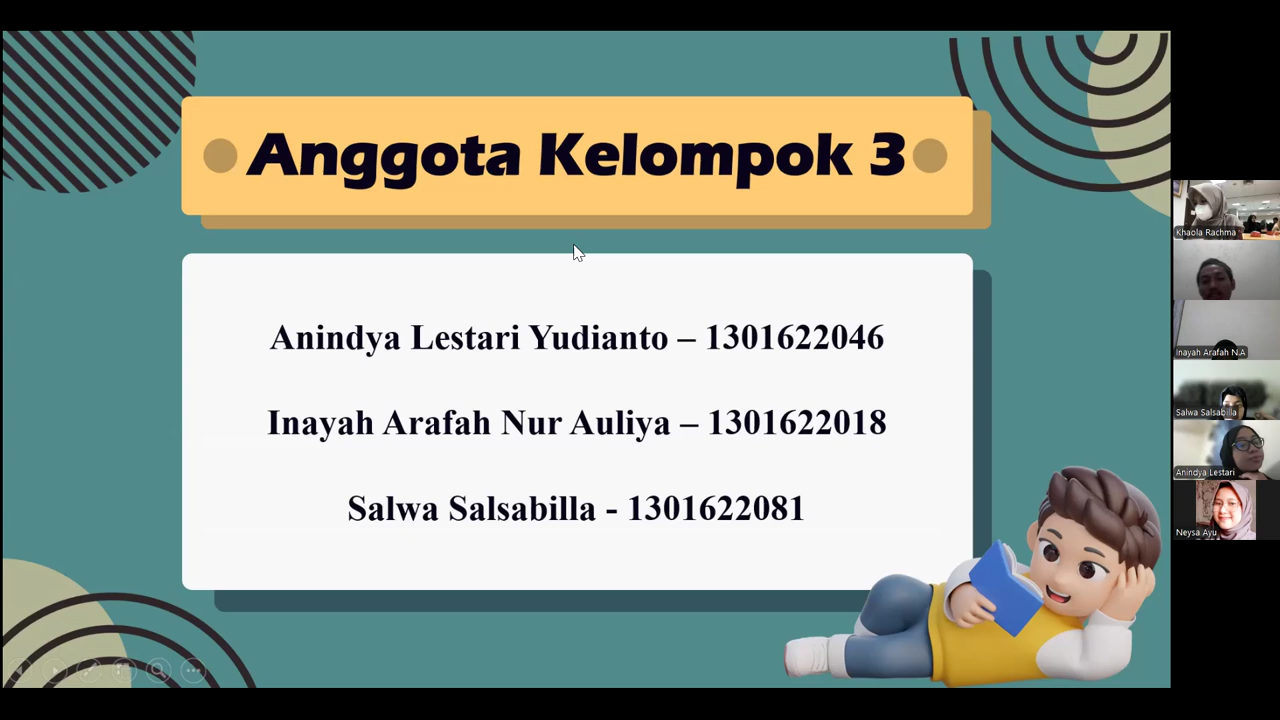 Anggota Kelompok 3
Anindya Lestari Yudianto – 1301622046
Inayah Arafah Nur Auliya – 1301622018
Salwa Salsabilla - 1301622081
Khaola Rachma
Inayah Arafah N.A
Salwa Salsabilla
Anindya Lestari
Neysa Ayu